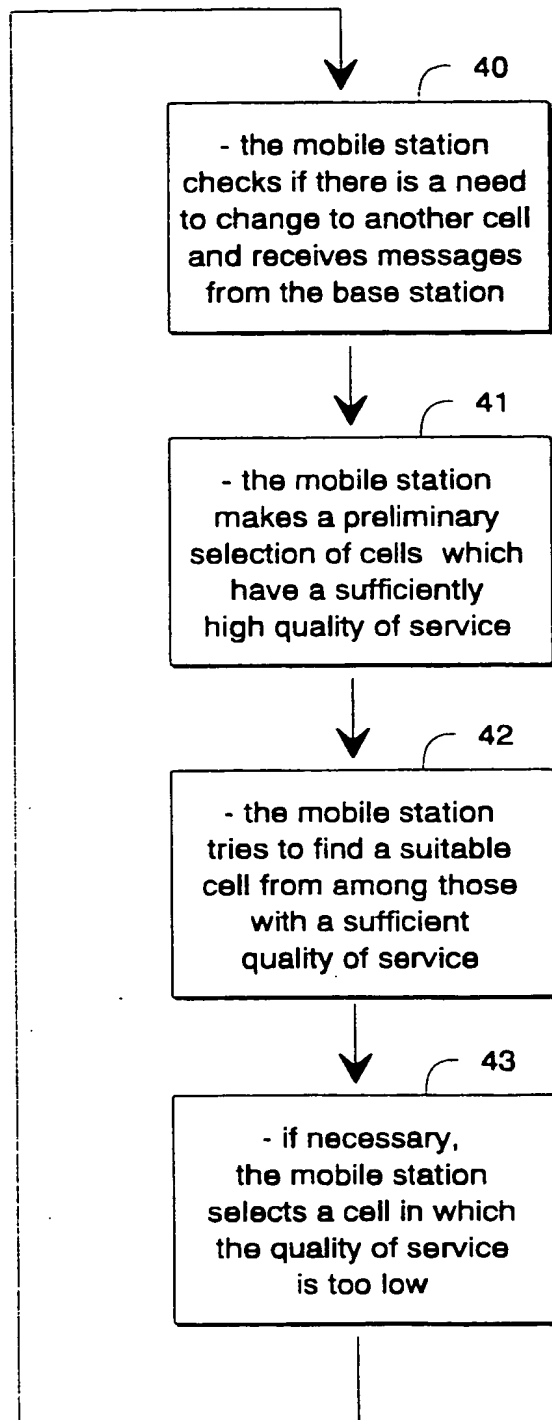 40
- the mobile station
checks if there is a need
to change to another cell
and receives messages
from the base station
41
- the mobile station
makes a preliminary
selection of cells which
have a sufficiently
high quality of service
42
- the mobile station
tries to find a suitable
cell from among those
with a sufficient
quality of service
43
- if necessary,
the mobile station
selects a cell in which
the quality of service
is too low